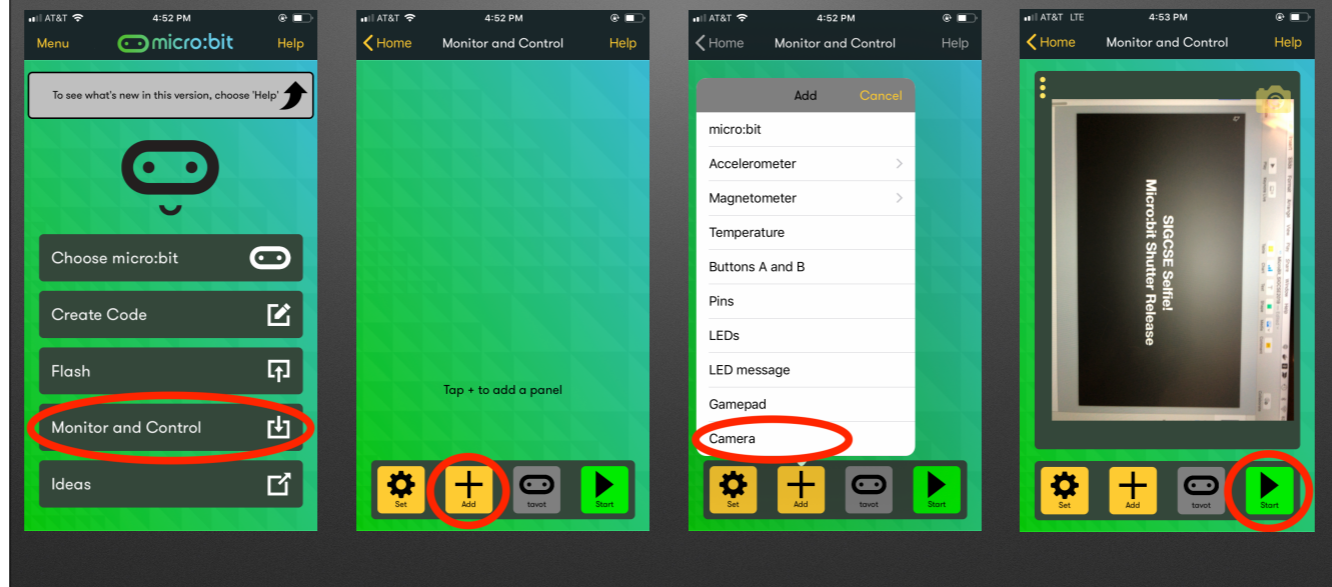 AT&T 4:52 PM
Menu micro:bit Help
To see what's new in this version, choose 'Help'
Choose micro:bit
Create Code
Flash
Monitor and Control
Ideas
AT&T 4:52 PM
Home Monitor and Control Help
Tap + to add a panel
Set Add tavot Start
AT&T 4:52 PM
Home Monitor and Control Help
Add Cancel
micro:bit
Accelerometer
Magnetometer
Temperature
Buttons A and B
Pins
LEDs
LED message
Gamepad
Camera
Set Add tavot Start
AT&T LTE 4:53 PM
Home Monitor and Control Help
SIGCSE Selfie!
Micro:bit Shutter Release
Set Add tavot Start